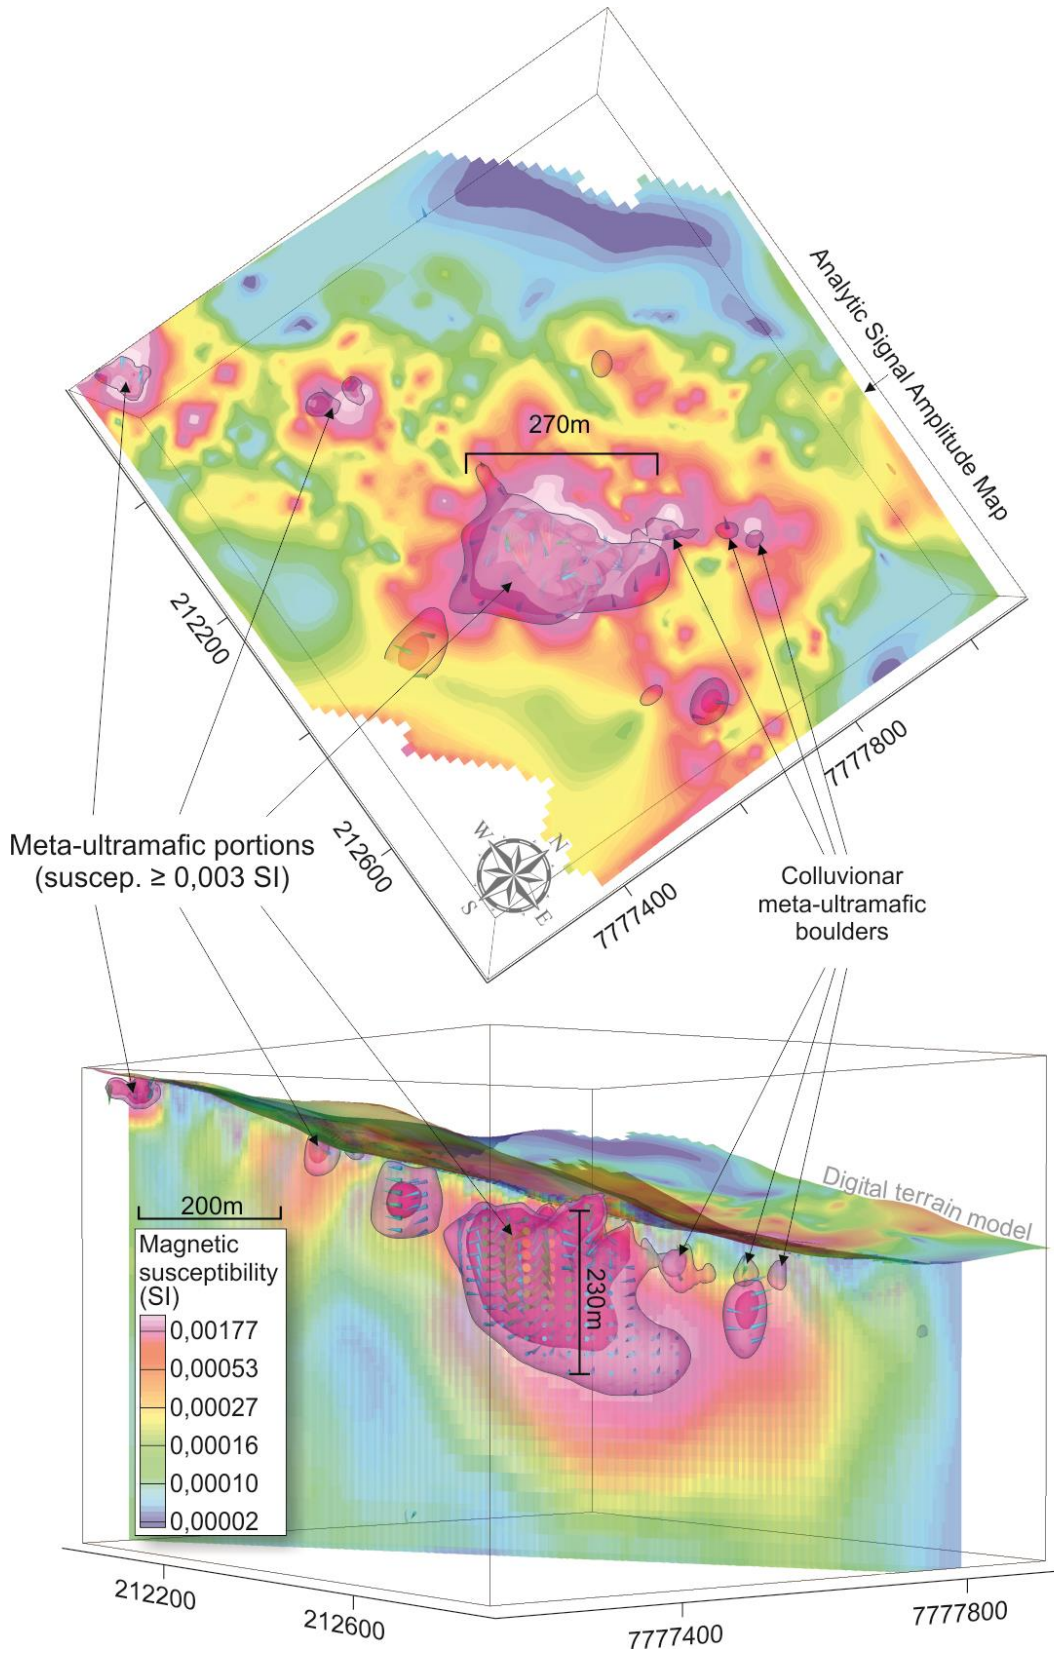 Analytic Signal Amplitude Map
270m
212200
7777800
Meta-ultramafic portions
(suscep. ≥ 0,003 SI)
212600
W
N
S
E
7777400
Colluvionar
meta-ultramafic
boulders
Digital terrain model
200m
230m
Magnetic
susceptibility
(SI)
0,00177
0,00053
0,00027
0,00016
0,00010
0,00002
212200
212600
7777400
7777800